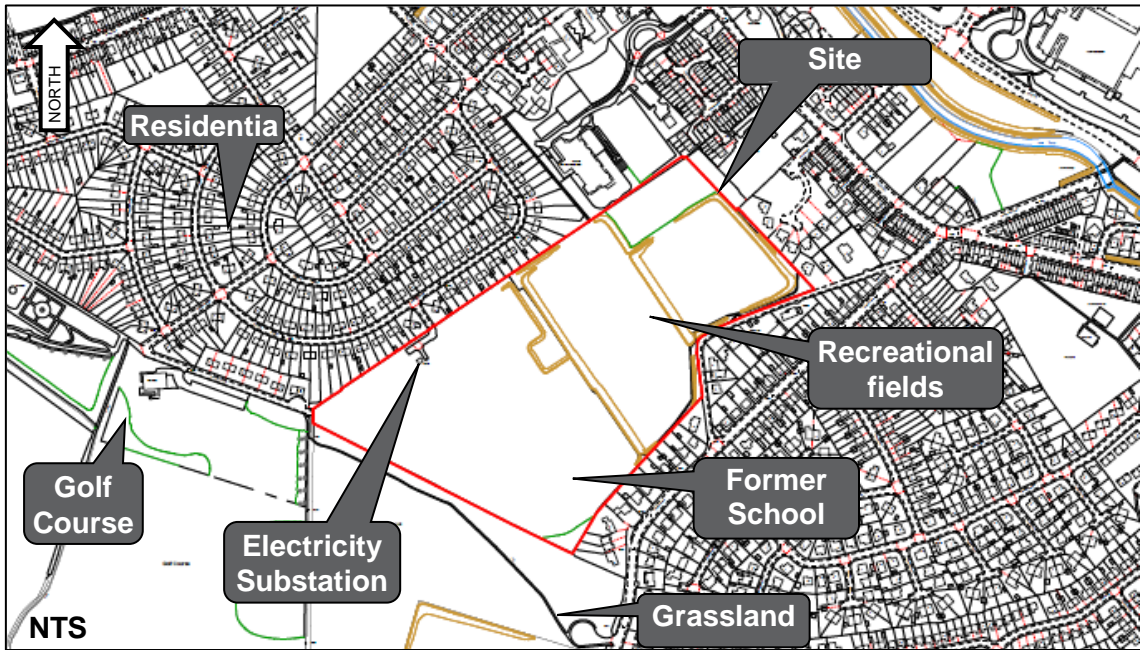 NORTH
Site
Residentia
Recreational
fields
Golf
Course
Former
School
Electricity
Substation
Grassland
NTS